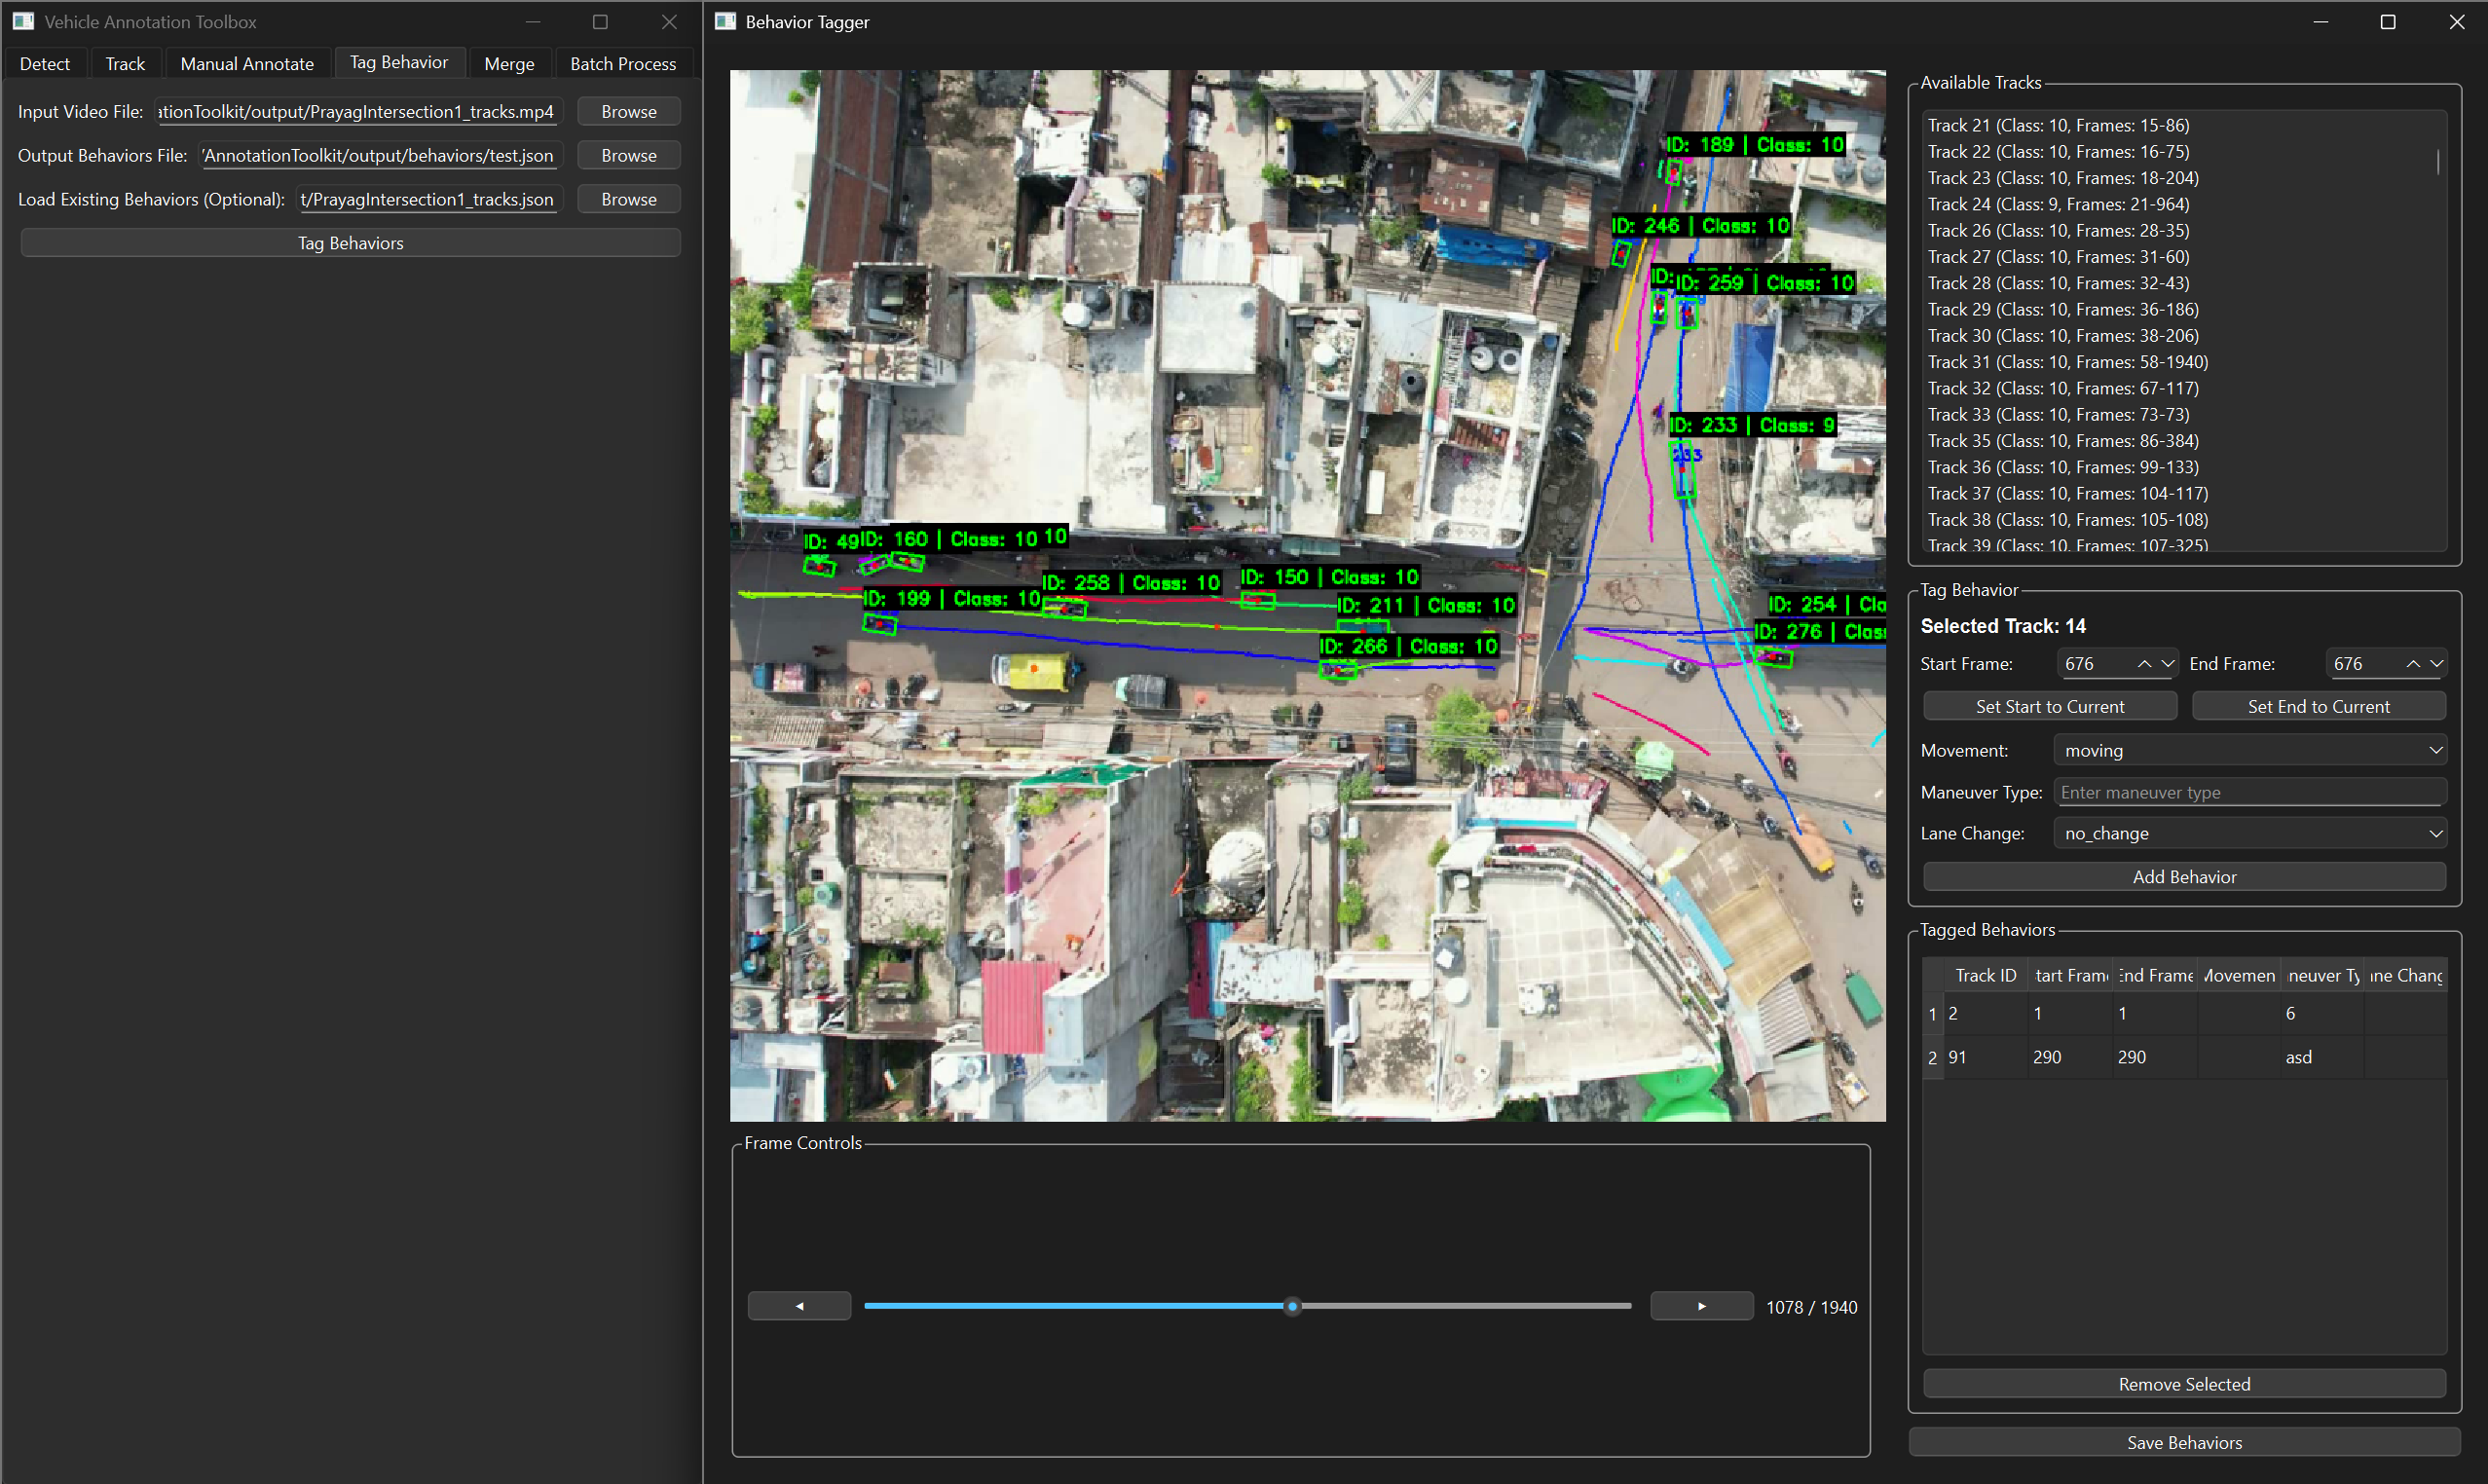 Vehicle Annotation Toolbox
Detect Track Manual Annotate Tag Behavior Merge Batch Process
Input Video File: ationToolkit/output/PrayagIntersection1_tracks.mp4 Browse
Output Behaviors File: 'AnnotationToolkit/output/behaviors/test.json Browse
Load Existing Behaviors (Optional): t/PrayagIntersection1_tracks.json Browse
Tag Behaviors
Behavior Tagger
ID: 189 | Class: 10
ID: 246 | Class: 10
ID:
ID: 259 | Class: 10
ID: 233 | Class: 9
233
ID: 49 ID: 160 | Class: 10 10
ID: 258 | Class: 10
ID: 150 | Class: 10
ID: 199 | Class: 10
ID: 211 | Class: 10
ID: 254 | Cla
ID: 276 | Clas
ID: 266 | Class: 10
Frame Controls
1078 / 1940
Available Tracks
Track 21 (Class: 10, Frames: 15-86)
Track 22 (Class: 10, Frames: 16-75)
Track 23 (Class: 10, Frames: 18-204)
Track 24 (Class: 9, Frames: 21-964)
Track 26 (Class: 10, Frames: 28-35)
Track 27 (Class: 10, Frames: 31-60)
Track 28 (Class: 10, Frames: 32-43)
Track 29 (Class: 10, Frames: 36-186)
Track 30 (Class: 10, Frames: 38-206)
Track 31 (Class: 10, Frames: 58-1940)
Track 32 (Class: 10, Frames: 67-117)
Track 33 (Class: 10, Frames: 73-73)
Track 35 (Class: 10, Frames: 86-384)
Track 36 (Class: 10, Frames: 99-133)
Track 37 (Class: 10, Frames: 104-117)
Track 38 (Class: 10, Frames: 105-108)
Track 39 (Class: 10, Frames: 107-325)
Tag Behavior
Selected Track: 14
Start Frame: 676 End Frame: 676
Set Start to Current Set End to Current
Movement: moving
Maneuver Type: Enter maneuver type
Lane Change: no_change
Add Behavior
Tagged Behaviors
Track ID tart Fram End Frame Movemen neuver Ty ane Chang
1 2 1 1 6
2 91 290 290 asd
Remove Selected
Save Behaviors